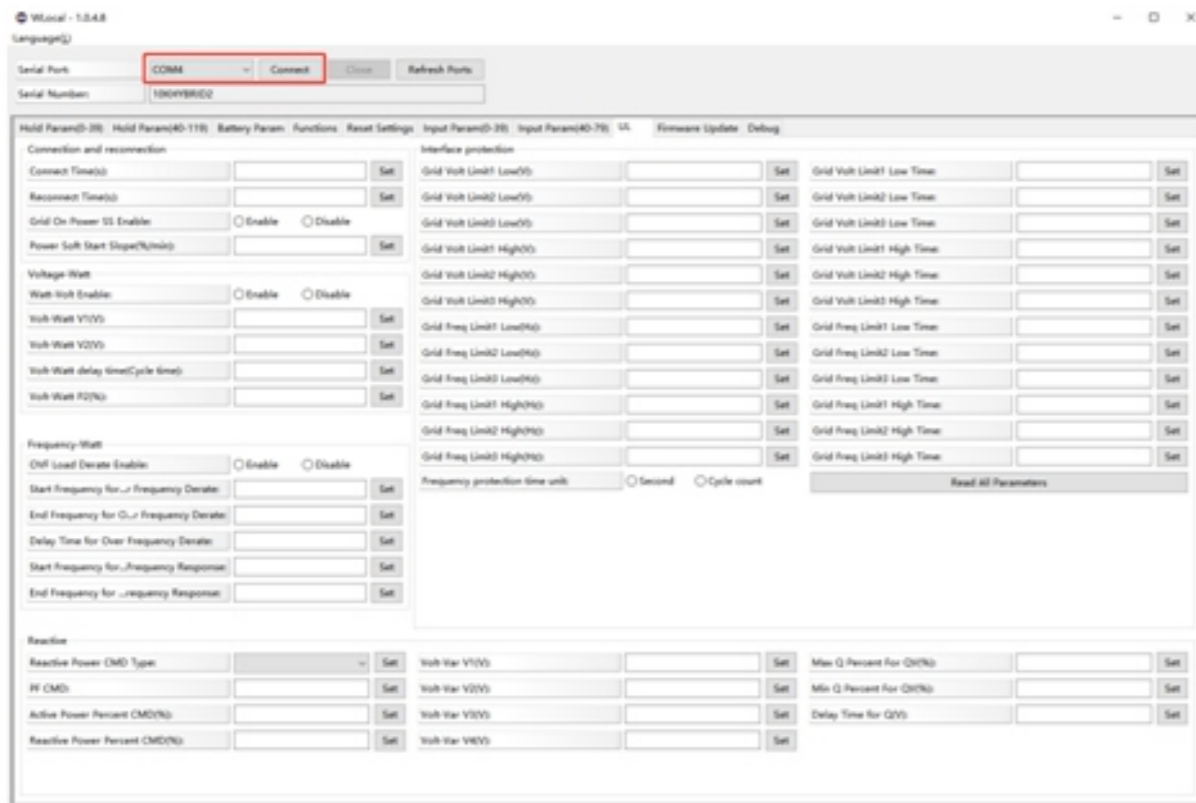 WLocal - 1.0.4.8
Language(L)
Serial Port: COM4 Connect Close Refresh Ports
Serial Number: 10KHYBRID2
Hold Param(0-39) Hold Param(40-119) Battery Param Functions Reset Settings Input Param(0-39) Input Param(40-79) UL Firmware Update Debug
Connection and reconnection
Connect Time(s): Set
Reconnect Time(s): Set
Grid On Power SS Enable: Enable Disable
Power Soft Start Slope(%/min): Set
Voltage-Watt
Watt-Volt Enable: Enable Disable
Volt-Watt V1(V): Set
Volt-Watt V2(V): Set
Volt-Watt delay time(Cycle time): Set
Volt-Watt P2(%): Set
Frequency-Watt
OVF Load Derate Enable: Enable Disable
Start Frequency for...r Frequency Derate: Set
End Frequency for O...r Frequency Derate: Set
Delay Time for Over Frequency Derate: Set
Start Frequency for...Frequency Response: Set
End Frequency for ...requency Response: Set
Interface protection
Grid Volt Limit1 Low(V): Set Grid Volt Limit1 Low Time: Set
Grid Volt Limit2 Low(V): Set Grid Volt Limit2 Low Time: Set
Grid Volt Limit3 Low(V): Set Grid Volt Limit3 Low Time: Set
Grid Volt Limit1 High(V): Set Grid Volt Limit1 High Time: Set
Grid Volt Limit2 High(V): Set Grid Volt Limit2 High Time: Set
Grid Volt Limit3 High(V): Set Grid Volt Limit3 High Time: Set
Grid Freq Limit1 Low(Hz): Set Grid Freq Limit1 Low Time: Set
Grid Freq Limit2 Low(Hz): Set Grid Freq Limit2 Low Time: Set
Grid Freq Limit3 Low(Hz): Set Grid Freq Limit3 Low Time: Set
Grid Freq Limit1 High(Hz): Set Grid Freq Limit1 High Time: Set
Grid Freq Limit2 High(Hz): Set Grid Freq Limit2 High Time: Set
Grid Freq Limit3 High(Hz): Set Grid Freq Limit3 High Time: Set
Frequency protection time unit: Second Cycle count Read All Parameters
Reactive
Reactive Power CMD Type: Set Volt-Var V1(V): Set Max Q Percent For QV(%): Set
PF CMD: Set Volt-Var V2(V): Set Min Q Percent For QV(%): Set
Active Power Percent CMD(%): Set Volt-Var V3(V): Set Delay Time for Q(V): Set
Reactive Power Percent CMD(%): Set Volt-Var V4(V): Set